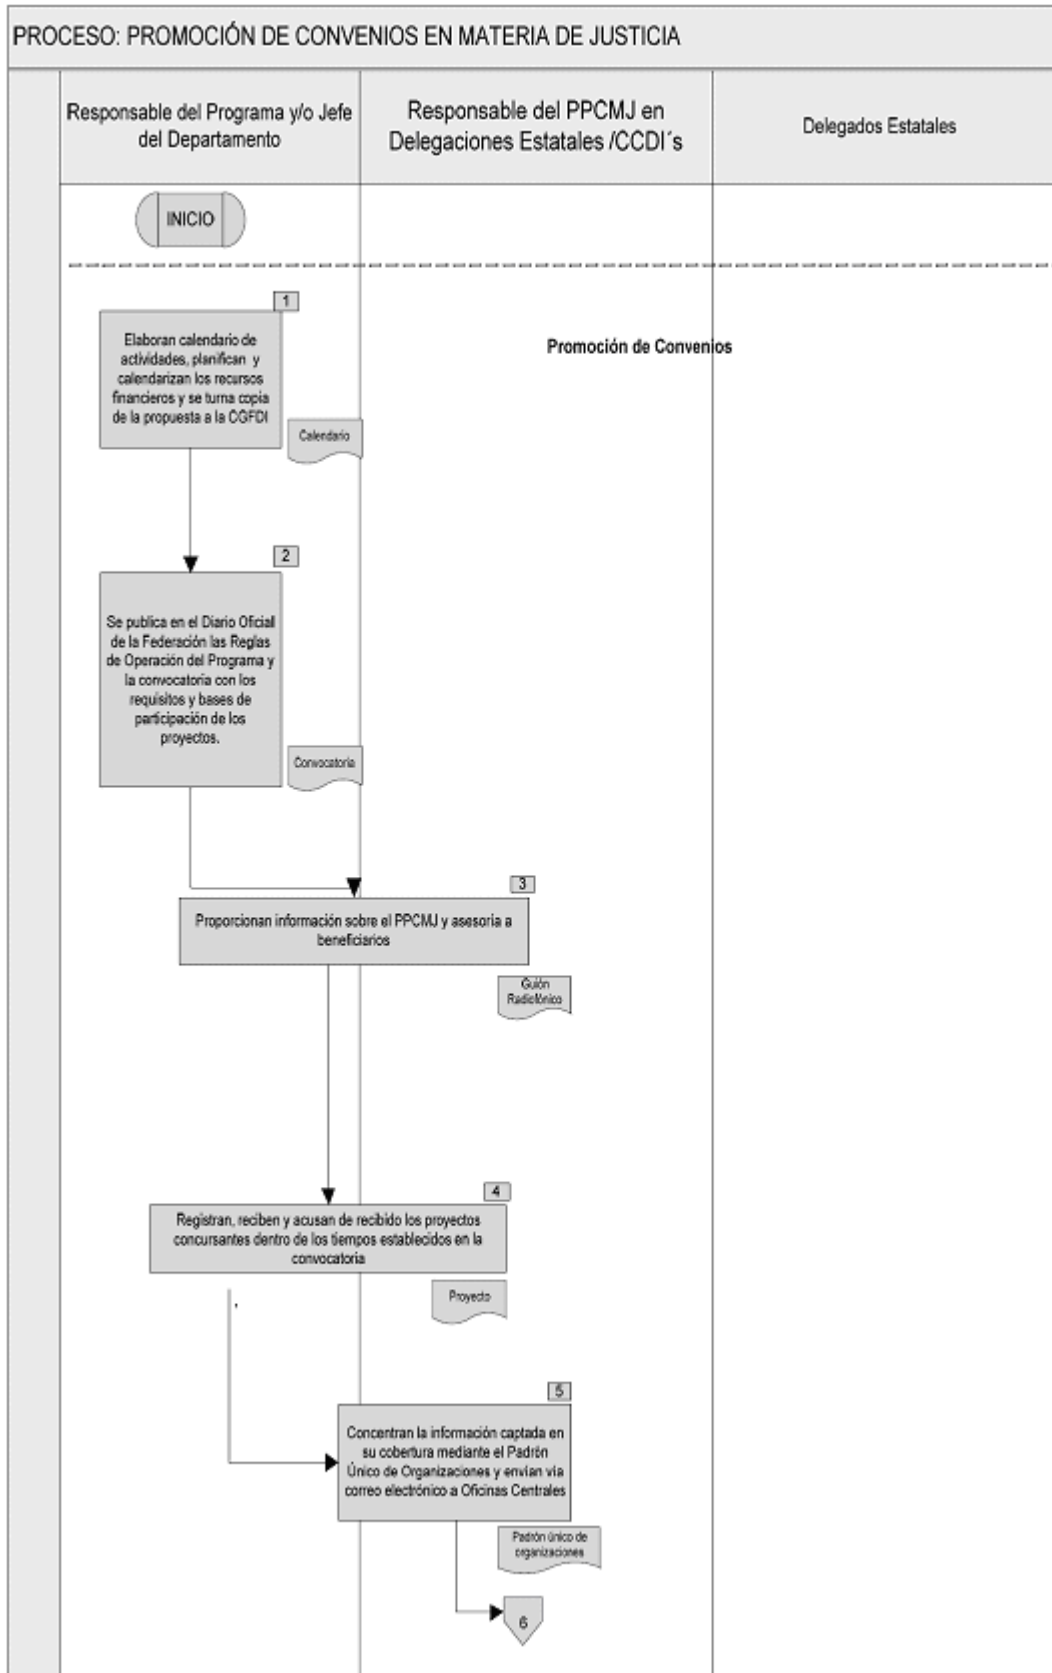 PROCESO: PROMOCIÓN DE CONVENIOS EN MATERIA DE JUSTICIA
Responsable del Programa y/o Jefe
del Departamento
Responsable del PPCMJ en
Delegaciones Estatales /CCDI´s
Delegados Estatales
INICIO
1
Elaboran calendario de
actividades, planifican y
calendarizan los recursos
financieros y se turna copia
de la propuesta a la CGFDI
Promoción de Convenios
Calendario
2
Se publica en el Diario Oficial
de la Federación las Reglas
de Operación del Programa y
la convocatoria con los
requisitos y bases de
participación de los
proyectos.
Convocatoria
3
Proporcionan información sobre el PPCMJ y asesoría a
beneficiarios
Guión
Radiofónico
4
Registran, reciben y acusan de recibido los proyectos
concursantes dentro de los tiempos establecidos en la
convocatoria
Proyecto
,
5
Concentran la información captada en
su cobertura mediante el Padrón
Único de Organizaciones y envían vía
correo electrónico a Oficinas Centrales
Padrón único de
organizaciones
6